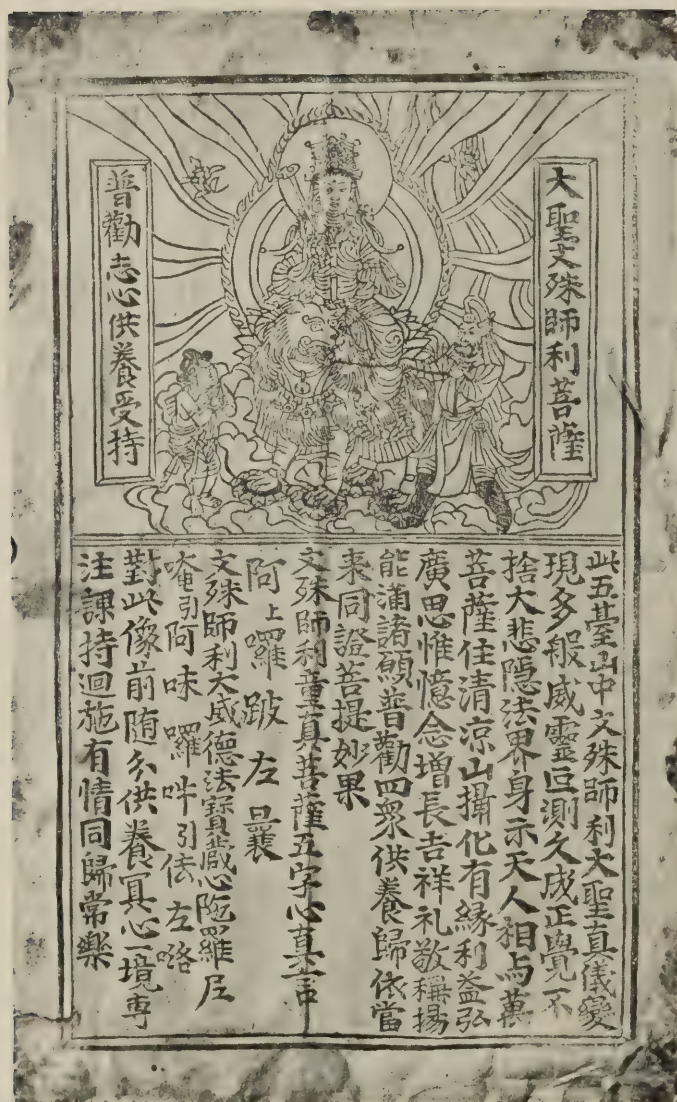 大聖文殊師利菩薩
普勸志心供養受持
此五臺山中文殊師利大聖真儀變
現多般威靈叵測久成正覺不
捨大悲隱法界身示天人相与萬
菩薩住清涼山攝化有緣利益弘
廣思惟憶念增長吉祥礼敬稱揚
能滿諸願普勸四衆供養歸依當
来同證菩提妙果
文殊師利童真菩薩五字心真言
阿上囉跛左曩
文殊師利大威德法寶藏心陁羅尼
唵引阿味囉吽引佉左咯
對此像前随分供養冥心一境專
注課持迴施有情同歸常樂